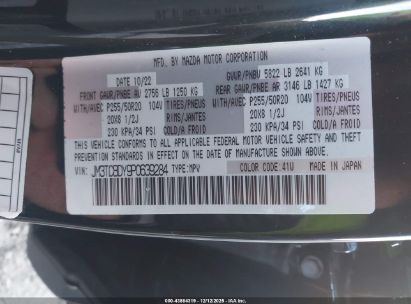 MFD. BY MAZDA MOTOR CORPORATION
DATE 10/22 GVWR/PNBV 5822 LB 2641 KG
FRONT GAWR/PNBE AV 2756 LB 1250 KG REAR GAWR/PNBE AR 3146 LB 1427 KG
WITH/AVEC P255/50R20 104V TIRES/PNEUS WITH/AVEC P255/50R20 104V TIRES/PNEUS
20X8 1/2J RIMS/JANTES 20X8 1/2J RIMS/JANTES
230 KPA/34 PSI COLD/A FROID 230 KPA/34 PSI COLD/A FROID
THIS VEHICLE CONFORMS TO ALL APPLICABLE FEDERAL MOTOR VEHICLE SAFETY AND THEFT
PREVENTION STANDARDS IN EFFECT ON THE DATE OF MANUFACTURE SHOWN ABOVE.
VIN: JM3TCBDY9P0639284 TYPE:MPV COLOR CODE 41W MADE IN JAPAN
00-43864319 - 12/12/2025 - 00:00